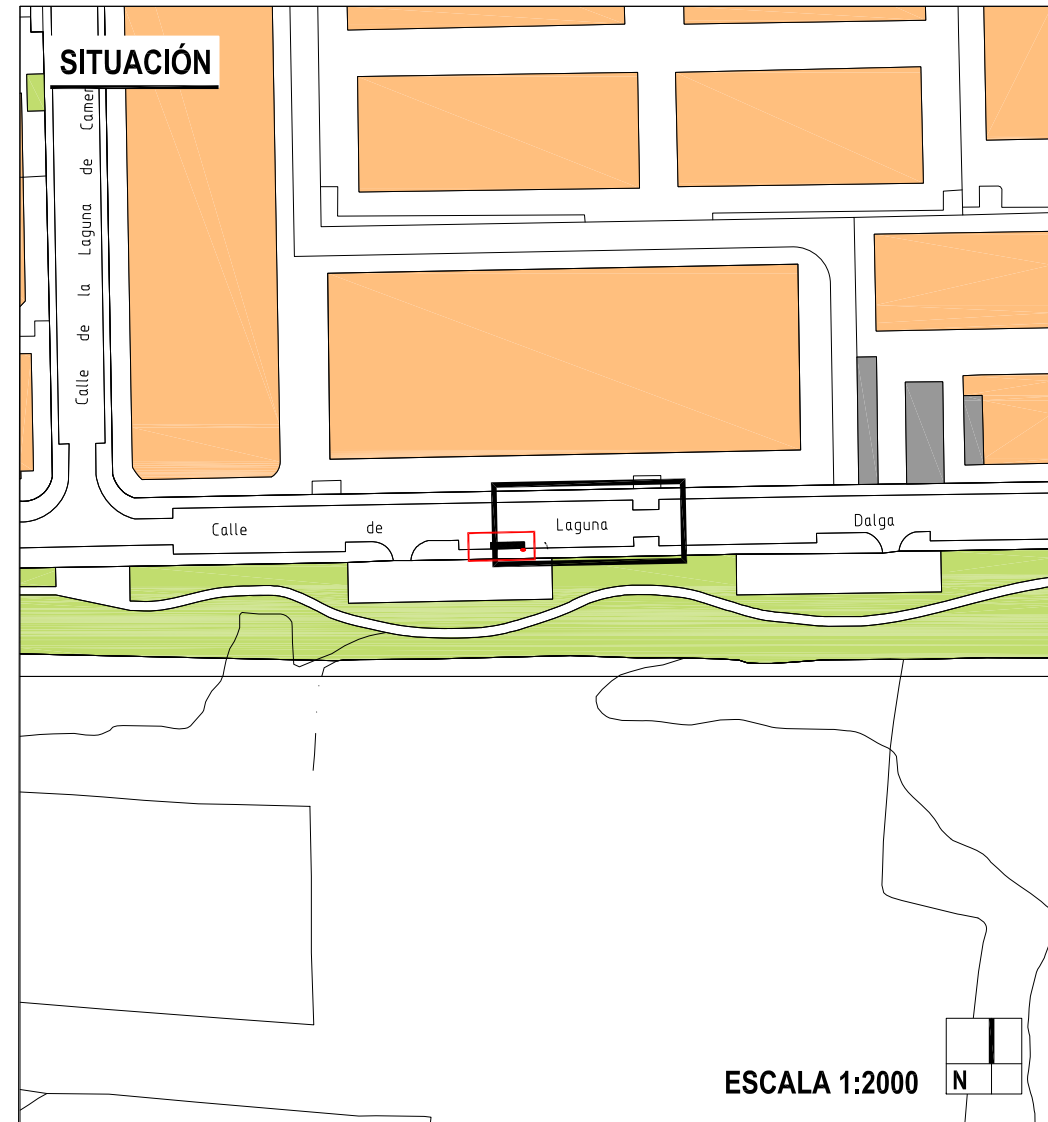 SITUACIÓN
Calle de la Laguna de Camer
Calle de Laguna Dalga
ESCALA 1:2000
N